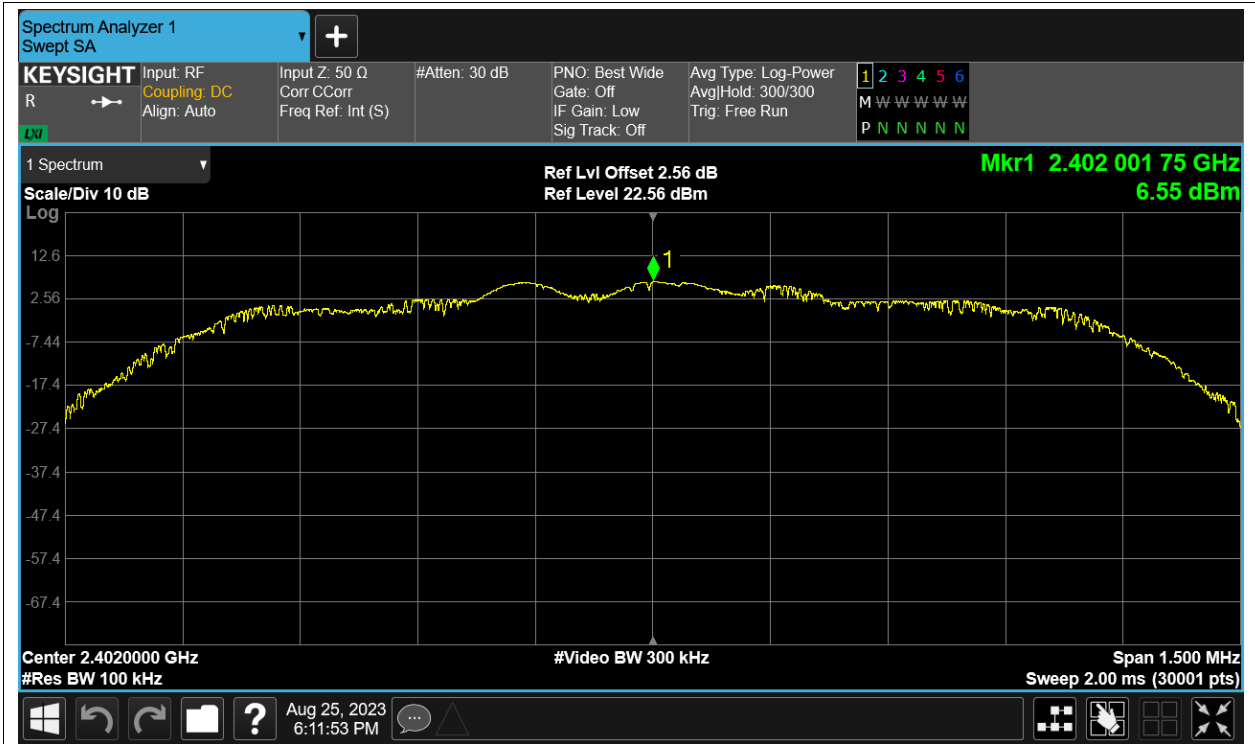 Spectrum Analyzer 1
Swept SA
KEYSIGHT
R
LXI
Input: RF
Coupling: DC
Align: Auto
Input Z: 50 Ω
Corr CCorr
Freq Ref: Int (S)
#Atten: 30 dB
PNO: Best Wide
Gate: Off
IF Gain: Low
Sig Track: Off
Avg Type: Log-Power
Avg|Hold: 300/300
Trig: Free Run
1 2 3 4 5 6
M W W W W W
P N N N N N
1 Spectrum
Scale/Div 10 dB
Log
Ref Lvl Offset 2.56 dB
Ref Level 22.56 dBm
Mkr1 2.402 001 75 GHz
6.55 dBm
1
12.6
2.56
-7.44
-17.4
-27.4
-37.4
-47.4
-57.4
-67.4
Center 2.4020000 GHz
#Res BW 100 kHz
#Video BW 300 kHz
Span 1.500 MHz
Sweep 2.00 ms (30001 pts)
?
Aug 25, 2023
6:11:53 PM